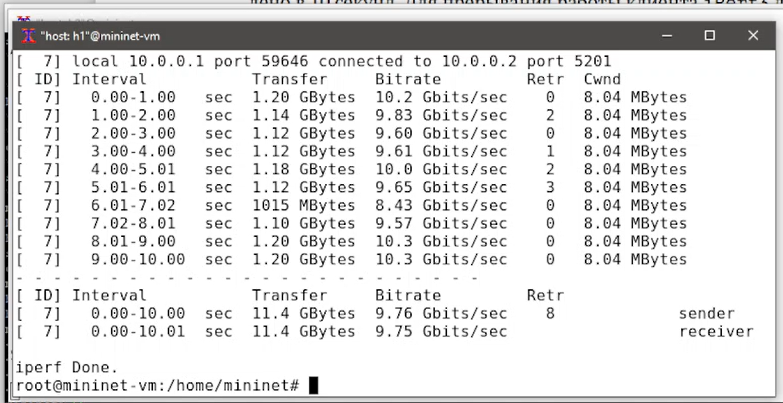 "host: h1"@mininet-vm
[  7] local 10.0.0.1 port 59646 connected to 10.0.0.2 port 5201
[ ID] Interval           Transfer     Bitrate         Retr  Cwnd
[  7]   0.00-1.00   sec  1.20 GBytes  10.2 Gbits/sec    0   8.04 MBytes
[  7]   1.00-2.00   sec  1.14 GBytes  9.83 Gbits/sec    2   8.04 MBytes
[  7]   2.00-3.00   sec  1.12 GBytes  9.60 Gbits/sec    0   8.04 MBytes
[  7]   3.00-4.00   sec  1.12 GBytes  9.61 Gbits/sec    1   8.04 MBytes
[  7]   4.00-5.01   sec  1.18 GBytes  10.0 Gbits/sec    2   8.04 MBytes
[  7]   5.01-6.01   sec  1.12 GBytes  9.65 Gbits/sec    3   8.04 MBytes
[  7]   6.01-7.02   sec  1015 MBytes  8.43 Gbits/sec    0   8.04 MBytes
[  7]   7.02-8.01   sec  1.10 GBytes  9.57 Gbits/sec    0   8.04 MBytes
[  7]   8.01-9.00   sec  1.20 GBytes  10.3 Gbits/sec    0   8.04 MBytes
[  7]   9.00-10.00  sec  1.20 GBytes  10.3 Gbits/sec    0   8.04 MBytes
- - - - - - - - - - - - - - - - - - - - - - - - -
[ ID] Interval           Transfer     Bitrate         Retr
[  7]   0.00-10.00  sec  11.4 GBytes  9.76 Gbits/sec    8             sender
[  7]   0.00-10.01  sec  11.4 GBytes  9.75 Gbits/sec                  receiver
iperf Done.
root@mininet-vm:/home/mininet#